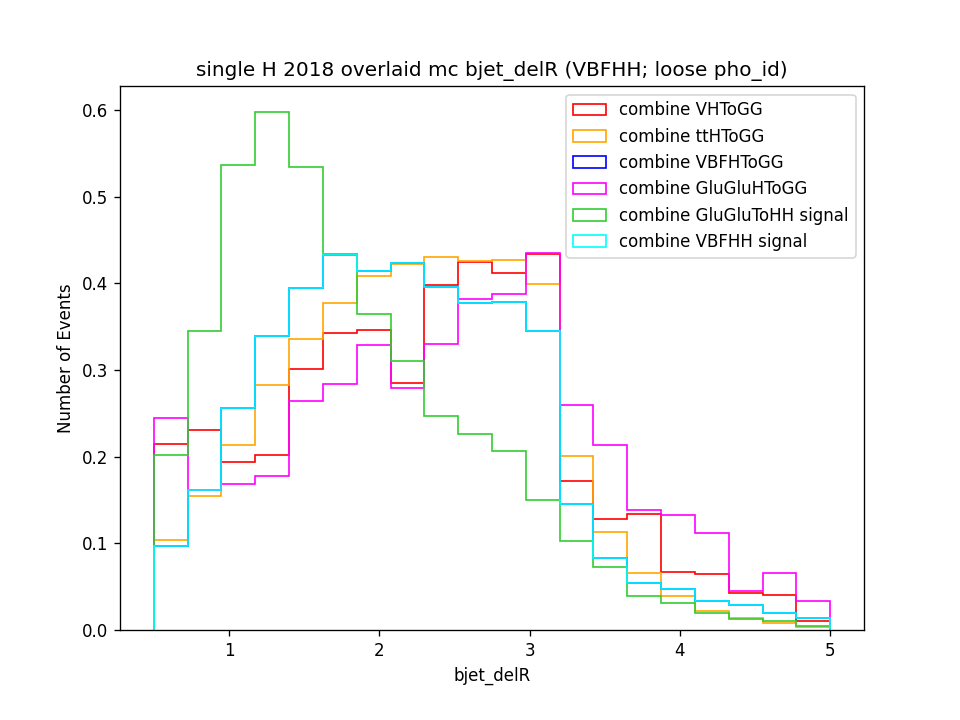 single H 2018 overlaid mc bjet_delR (VBFHH; loose pho_id)
combine VHToGG
combine ttHToGG
combine VBFHToGG
combine GluGluHToGG
combine GluGluToHH signal
combine VBFHH signal
Number of Events
0.6
0.5
0.4
0.3
0.2
0.1
0.0
1
2
3
4
5
bjet_delR